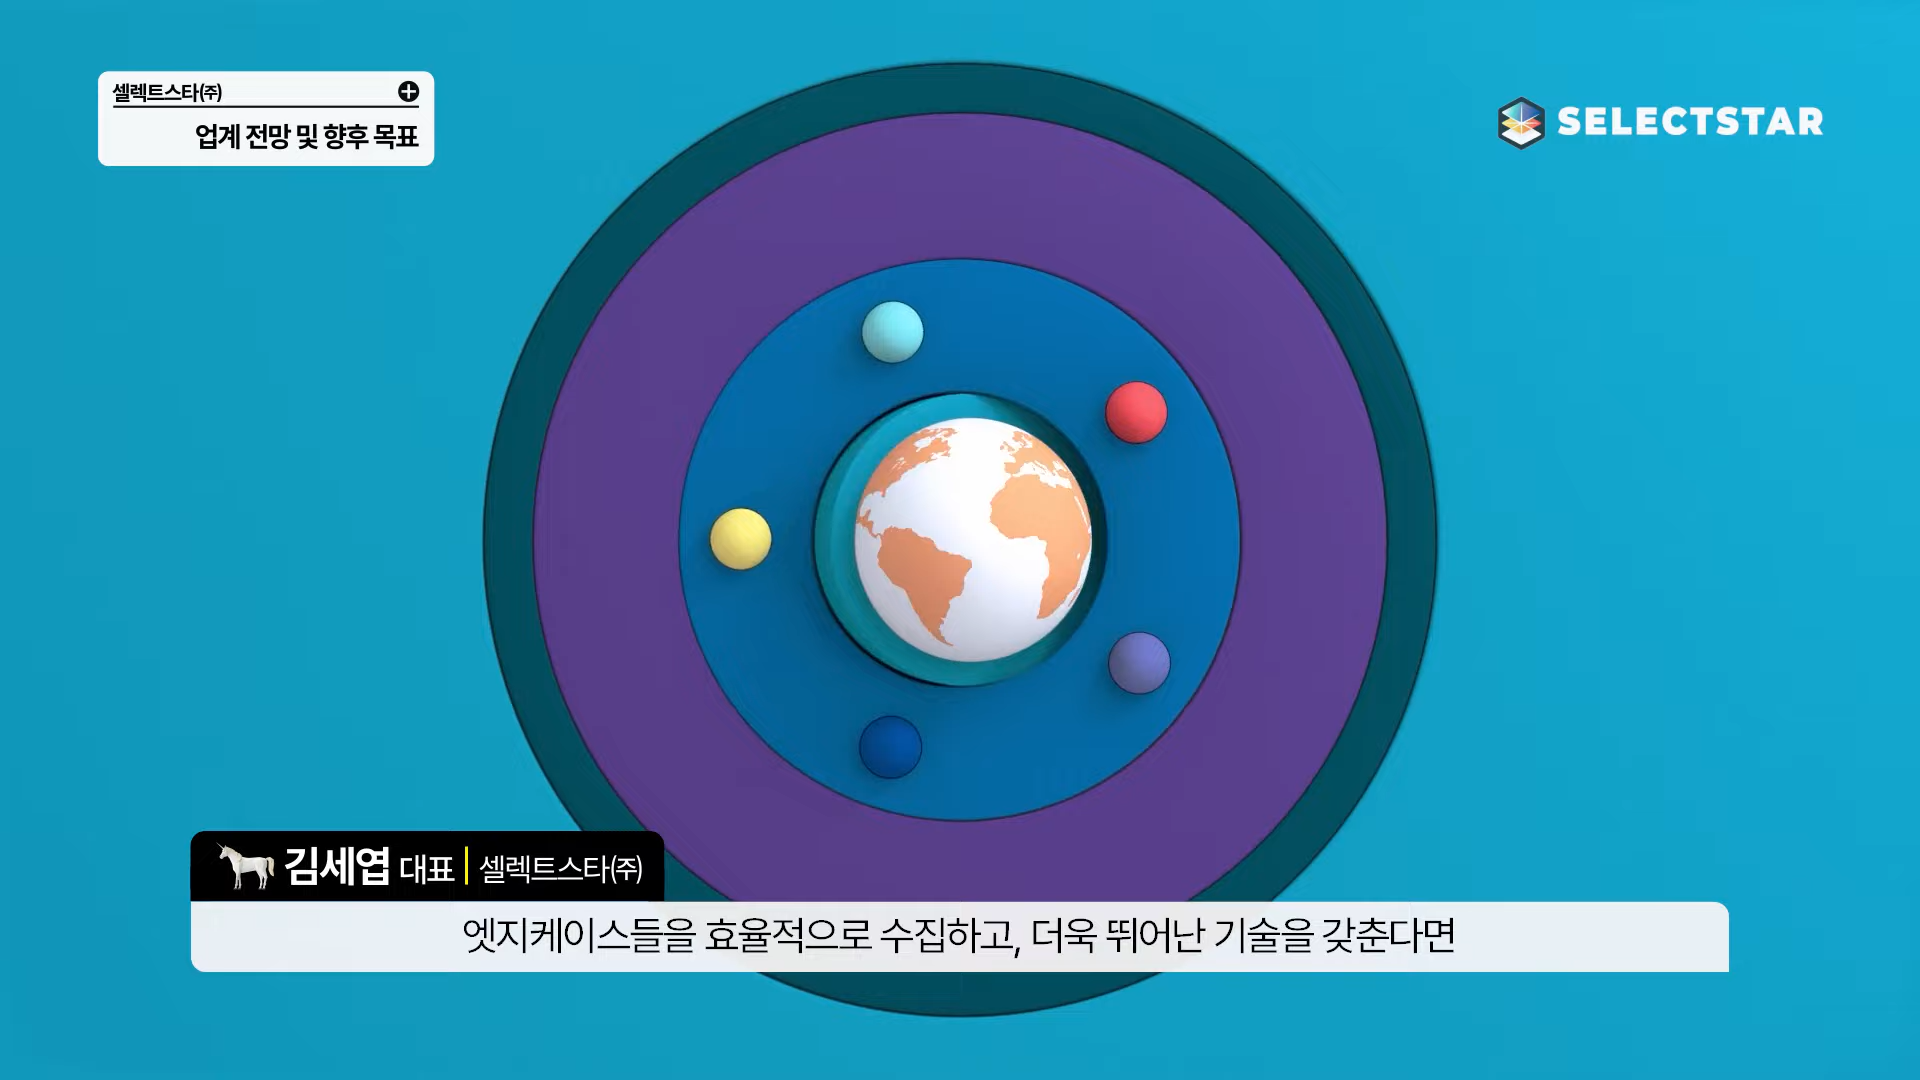 셀렉트스타㈜
업계 전망 및 향후 목표
SELECTSTAR
김세엽 대표 | 셀렉트스타㈜
엣지케이스들을 효율적으로 수집하고, 더욱 뛰어난 기술을 갖춘다면